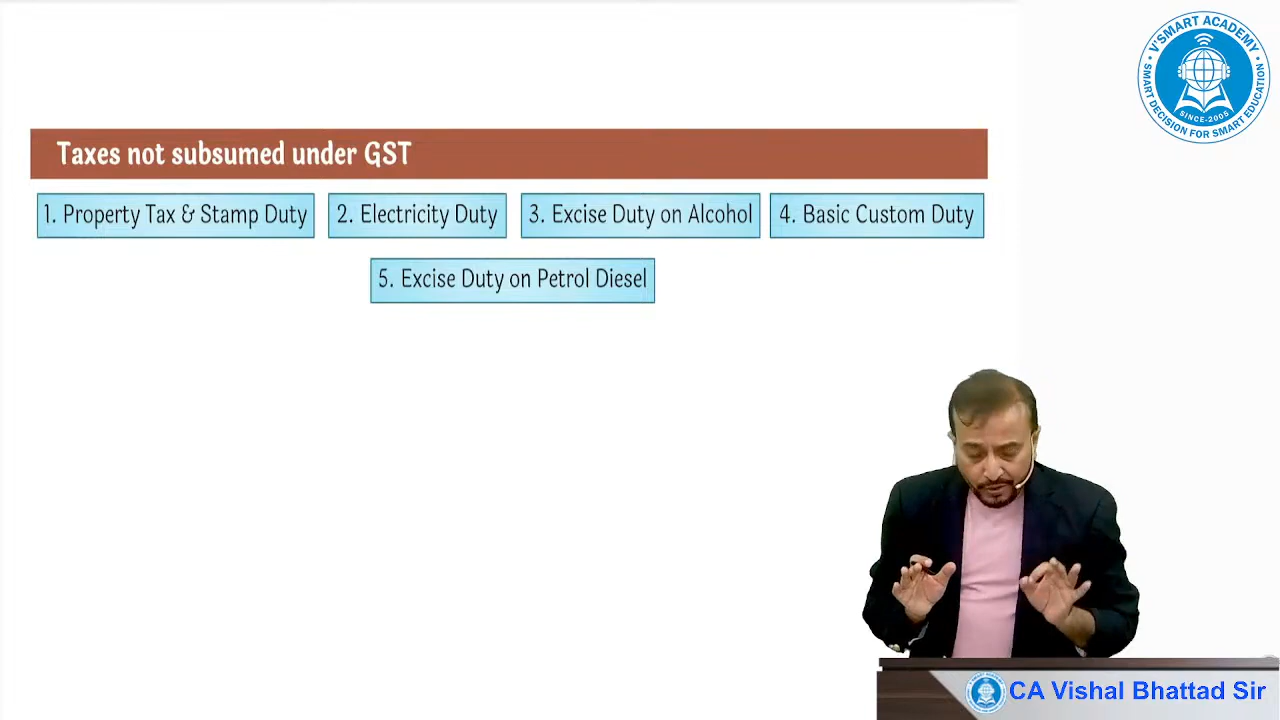 V'SMART ACADEMY
SMART DECISION FOR SMART EDUCATION
SINCE-2005
Taxes not subsumed under GST
1. Property Tax & Stamp Duty
2. Electricity Duty
3. Excise Duty on Alcohol
4. Basic Custom Duty
5. Excise Duty on Petrol Diesel
CA Vishal Bhattad Sir